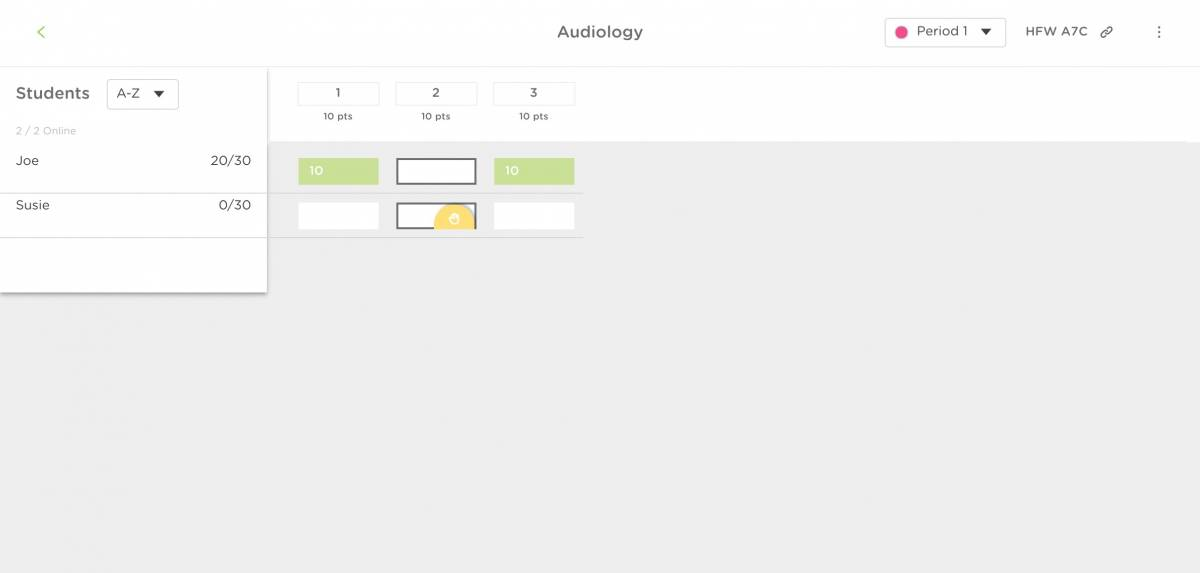 Audiology
Period 1
HFW A7C
Students
A-Z
1
2
3
10 pts
10 pts
10 pts
2 / 2 Online
Joe
20/30
10
10
Susie
0/30